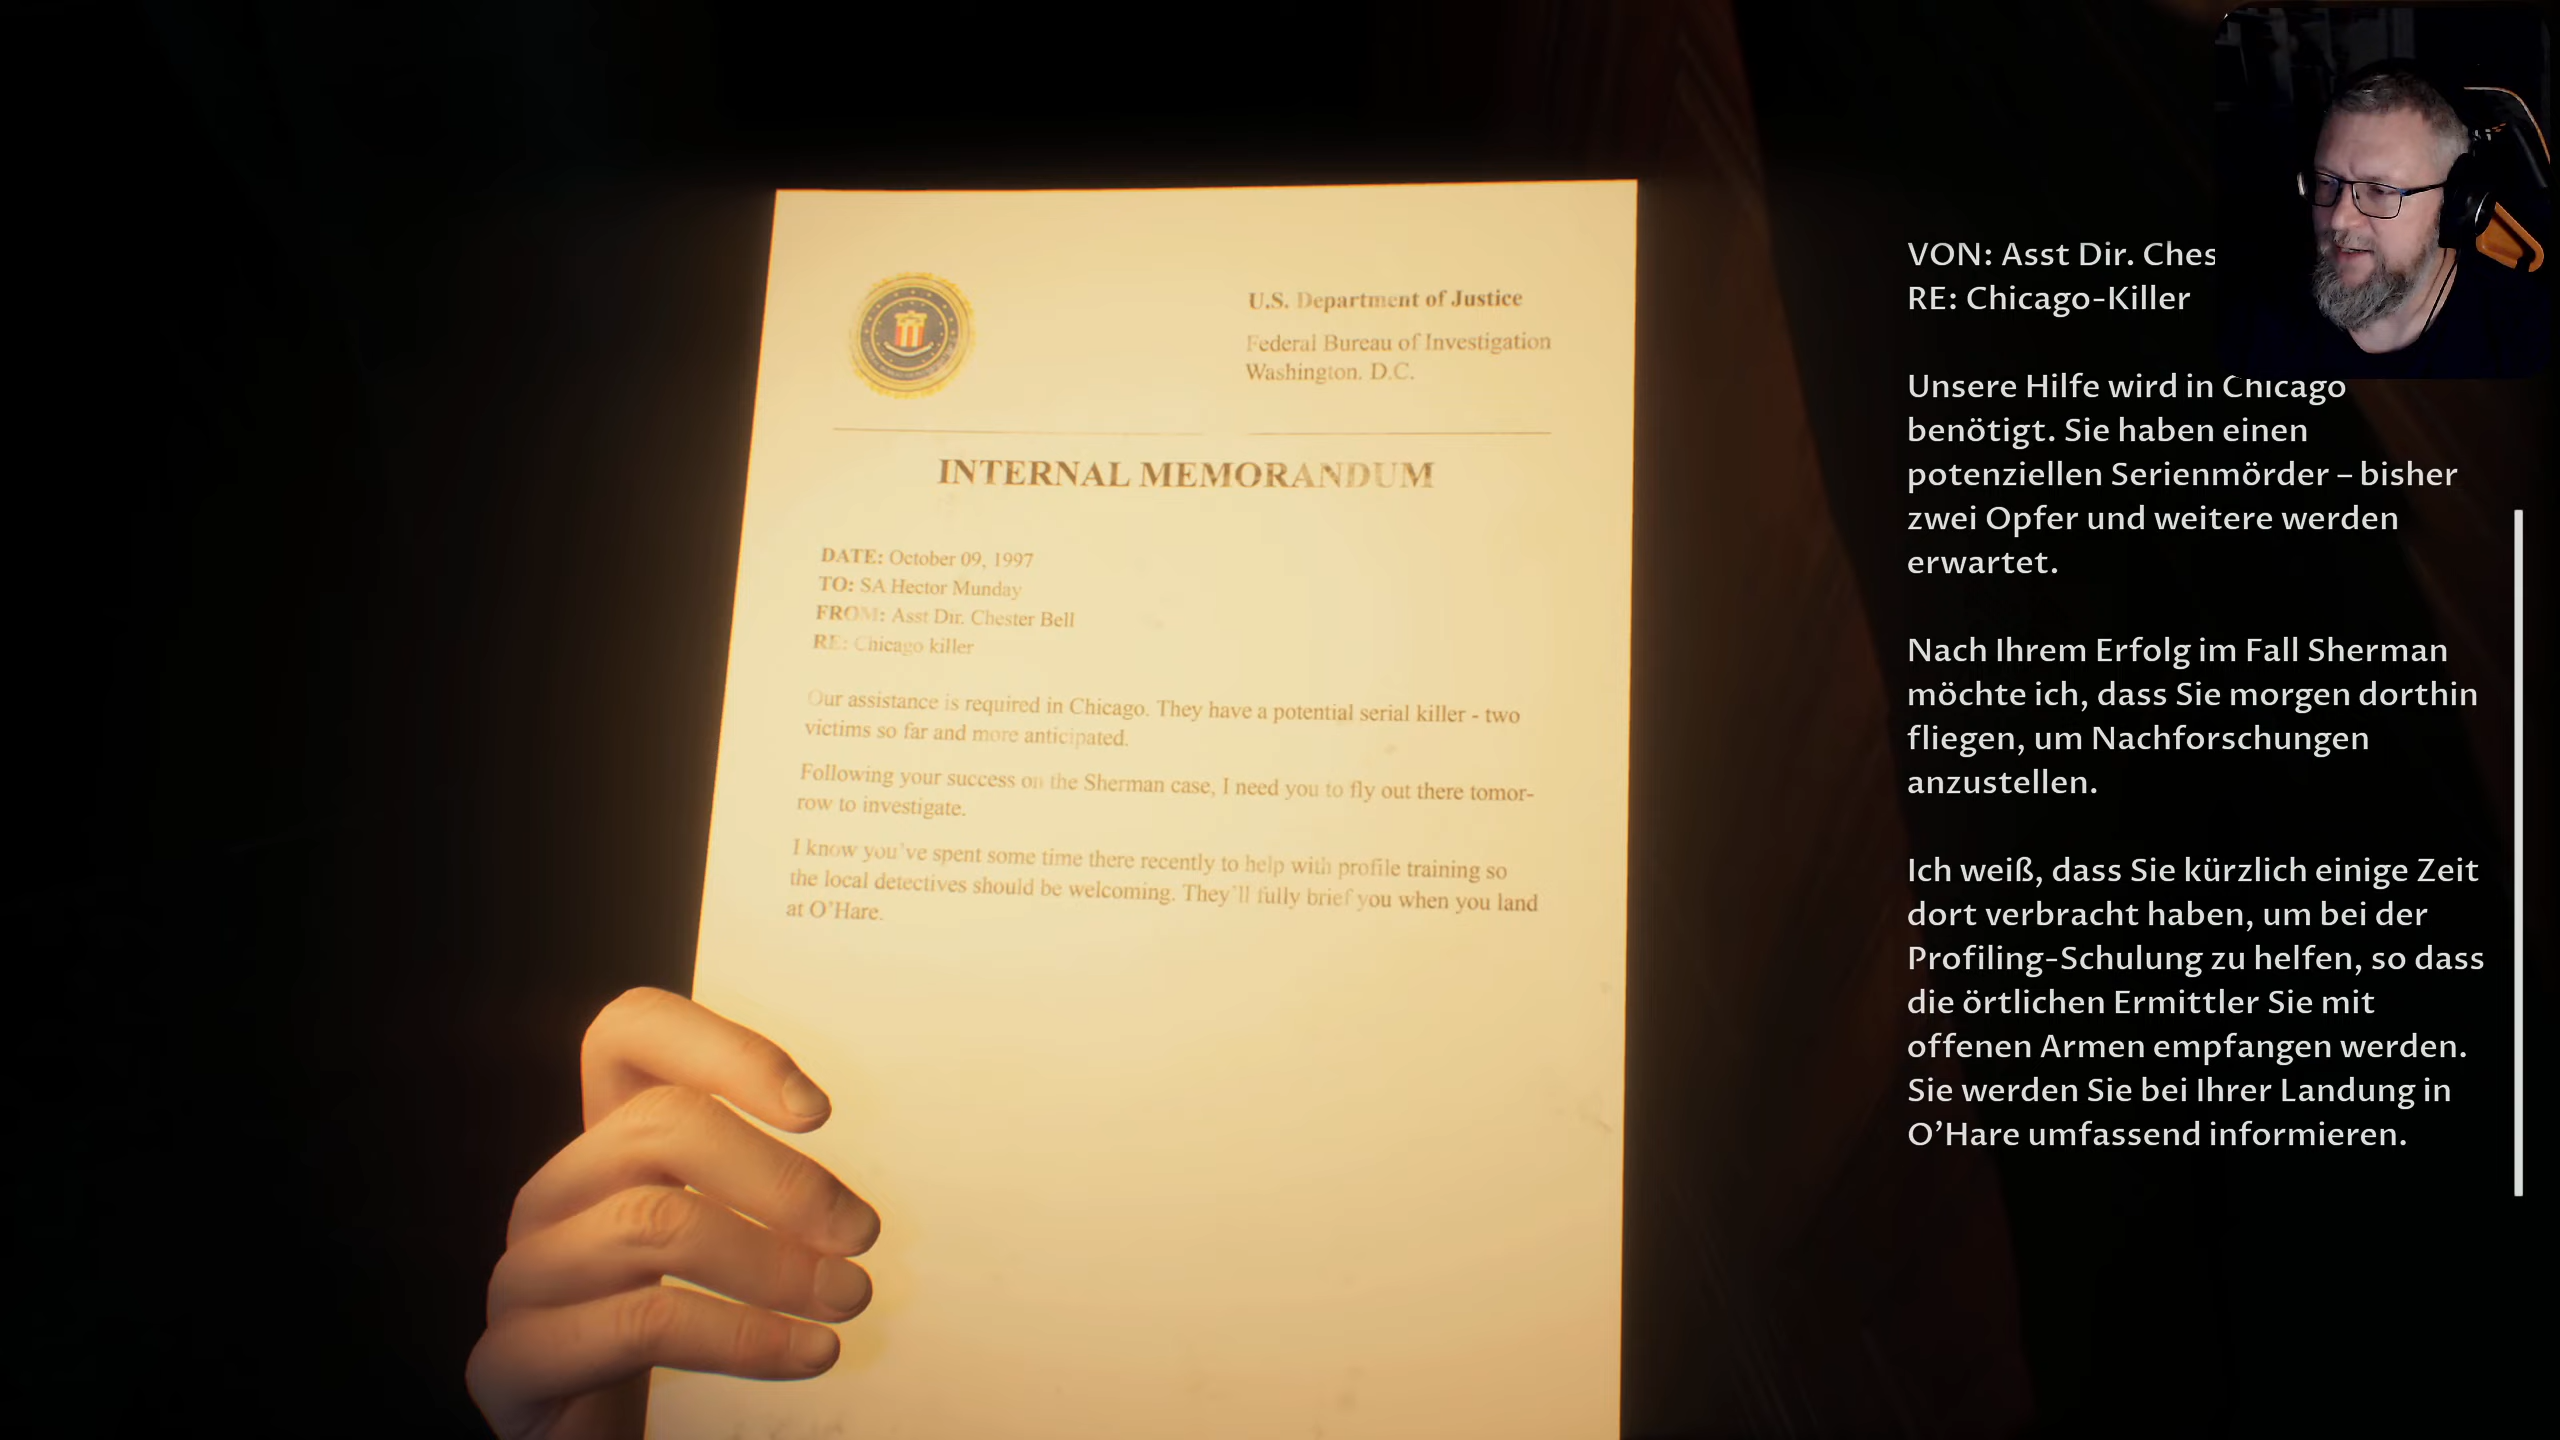 U.S. Department of Justice
Federal Bureau of Investigation
Washington, D.C.
INTERNAL MEMORANDUM
DATE: October 09, 1997
TO: SA Hector Munday
FROM: Asst Dir. Chester Bell
RE: Chicago killer
Our assistance is required in Chicago. They have a potential serial killer - two
victims so far and more anticipated.
Following your success on the Sherman case, I need you to fly out there tomor-
row to investigate.
I know you've spent some time there recently to help with profile training so
the local detectives should be welcoming. They'll fully brief you when you land
at O'Hare.
VON: Asst Dir. Ches
RE: Chicago-Killer
Unsere Hilfe wird in Chicago
benötigt. Sie haben einen
potenziellen Serienmörder – bisher
zwei Opfer und weitere werden
erwartet.
Nach Ihrem Erfolg im Fall Sherman
möchte ich, dass Sie morgen dorthin
fliegen, um Nachforschungen
anzustellen.
Ich weiß, dass Sie kürzlich einige Zeit
dort verbracht haben, um bei der
Profiling-Schulung zu helfen, so dass
die örtlichen Ermittler Sie mit
offenen Armen empfangen werden.
Sie werden Sie bei Ihrer Landung in
O’Hare umfassend informieren.